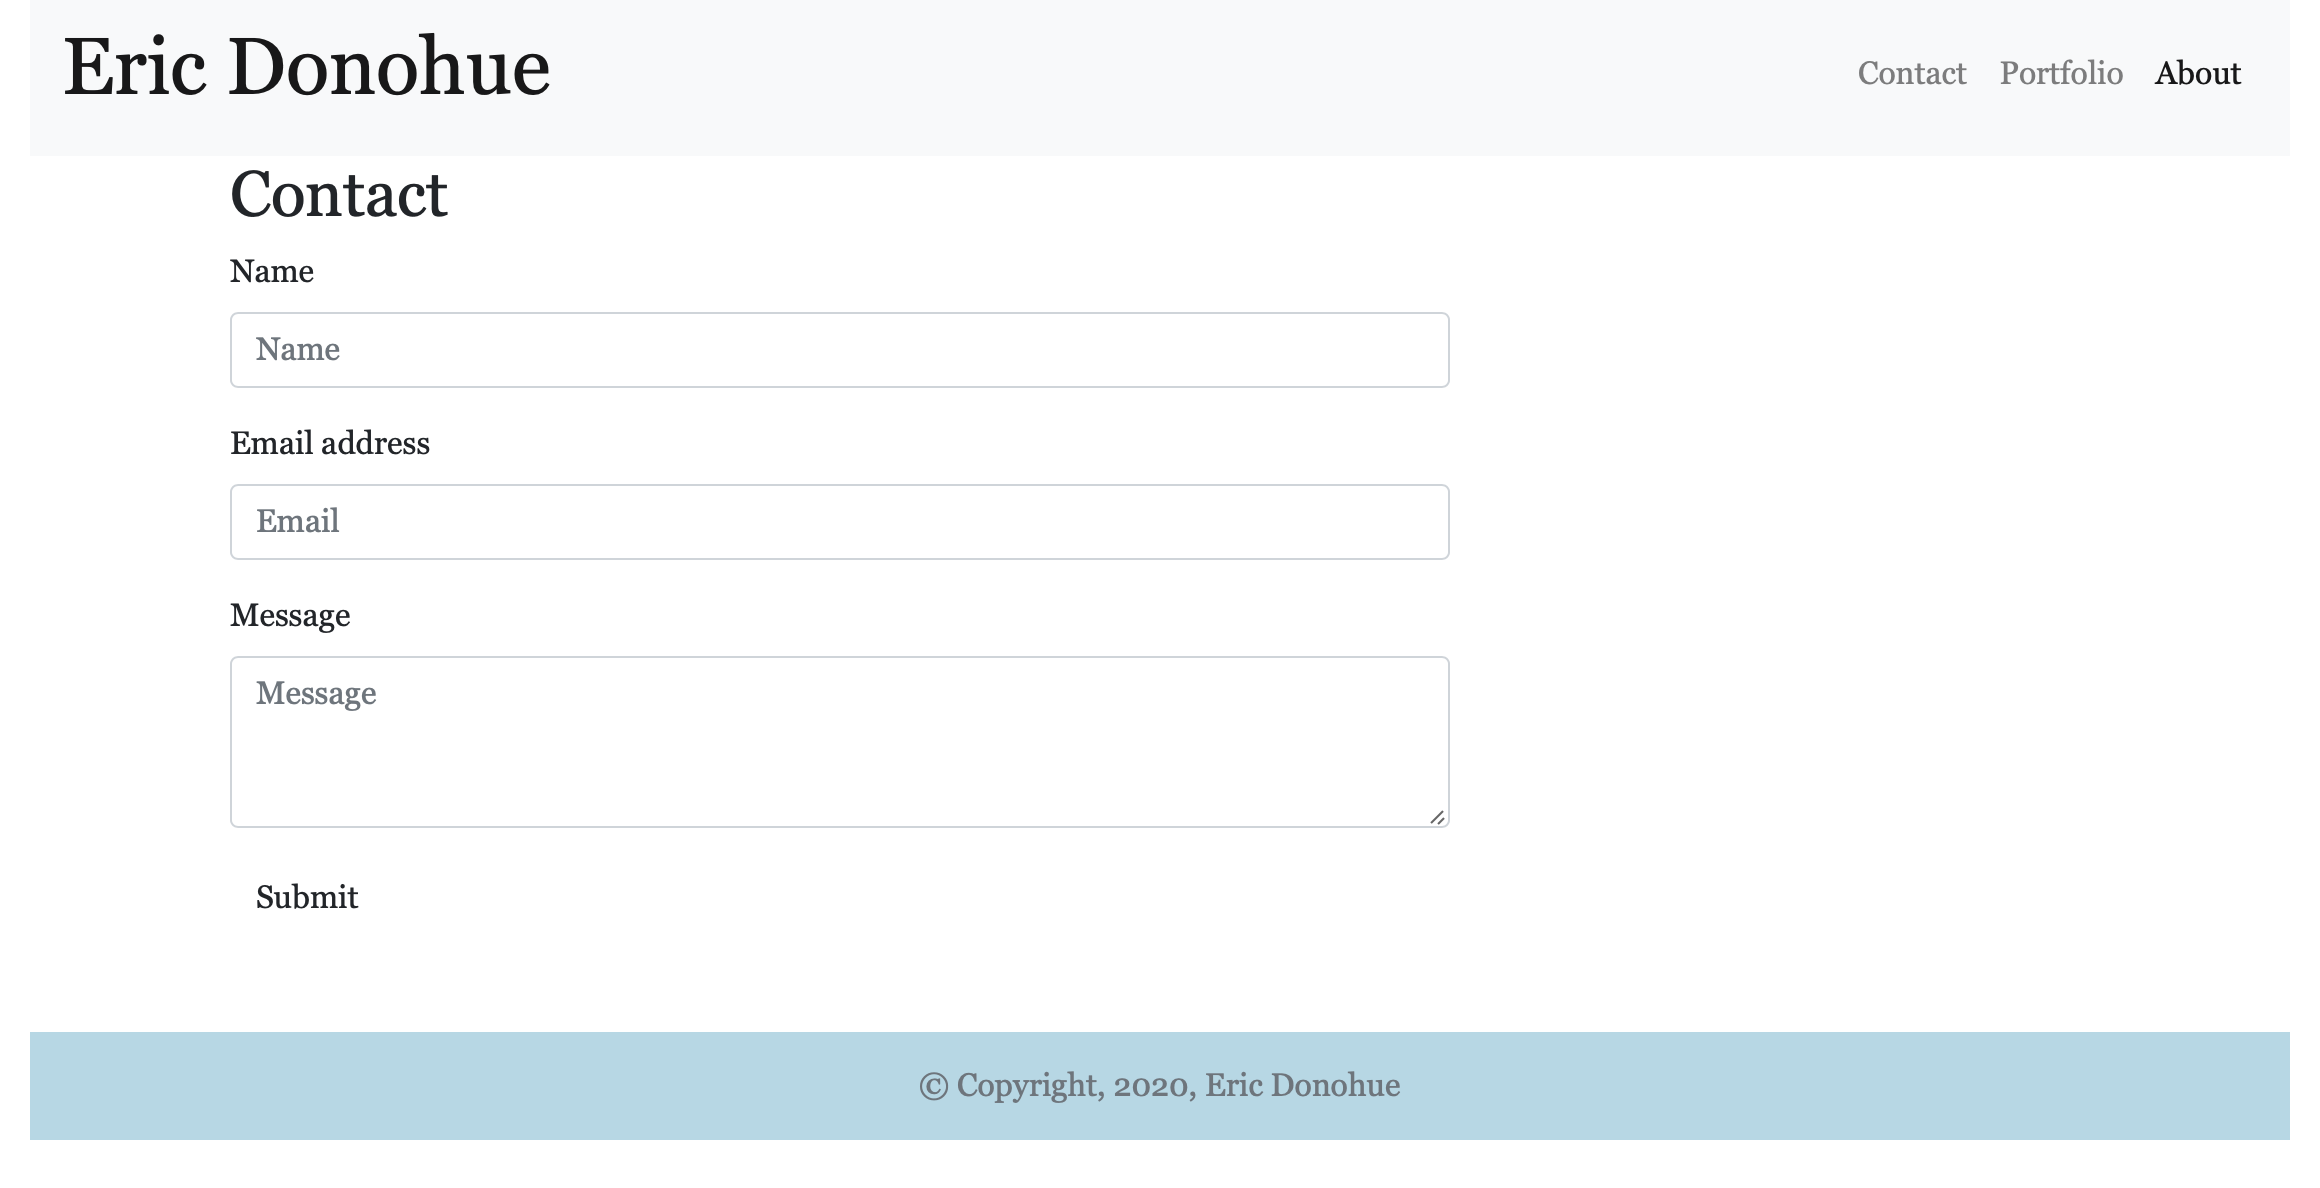 Eric Donohue
Contact Portfolio About
Contact
Name
Name
Email address
Email
Message
Message
Submit
© Copyright, 2020, Eric Donohue